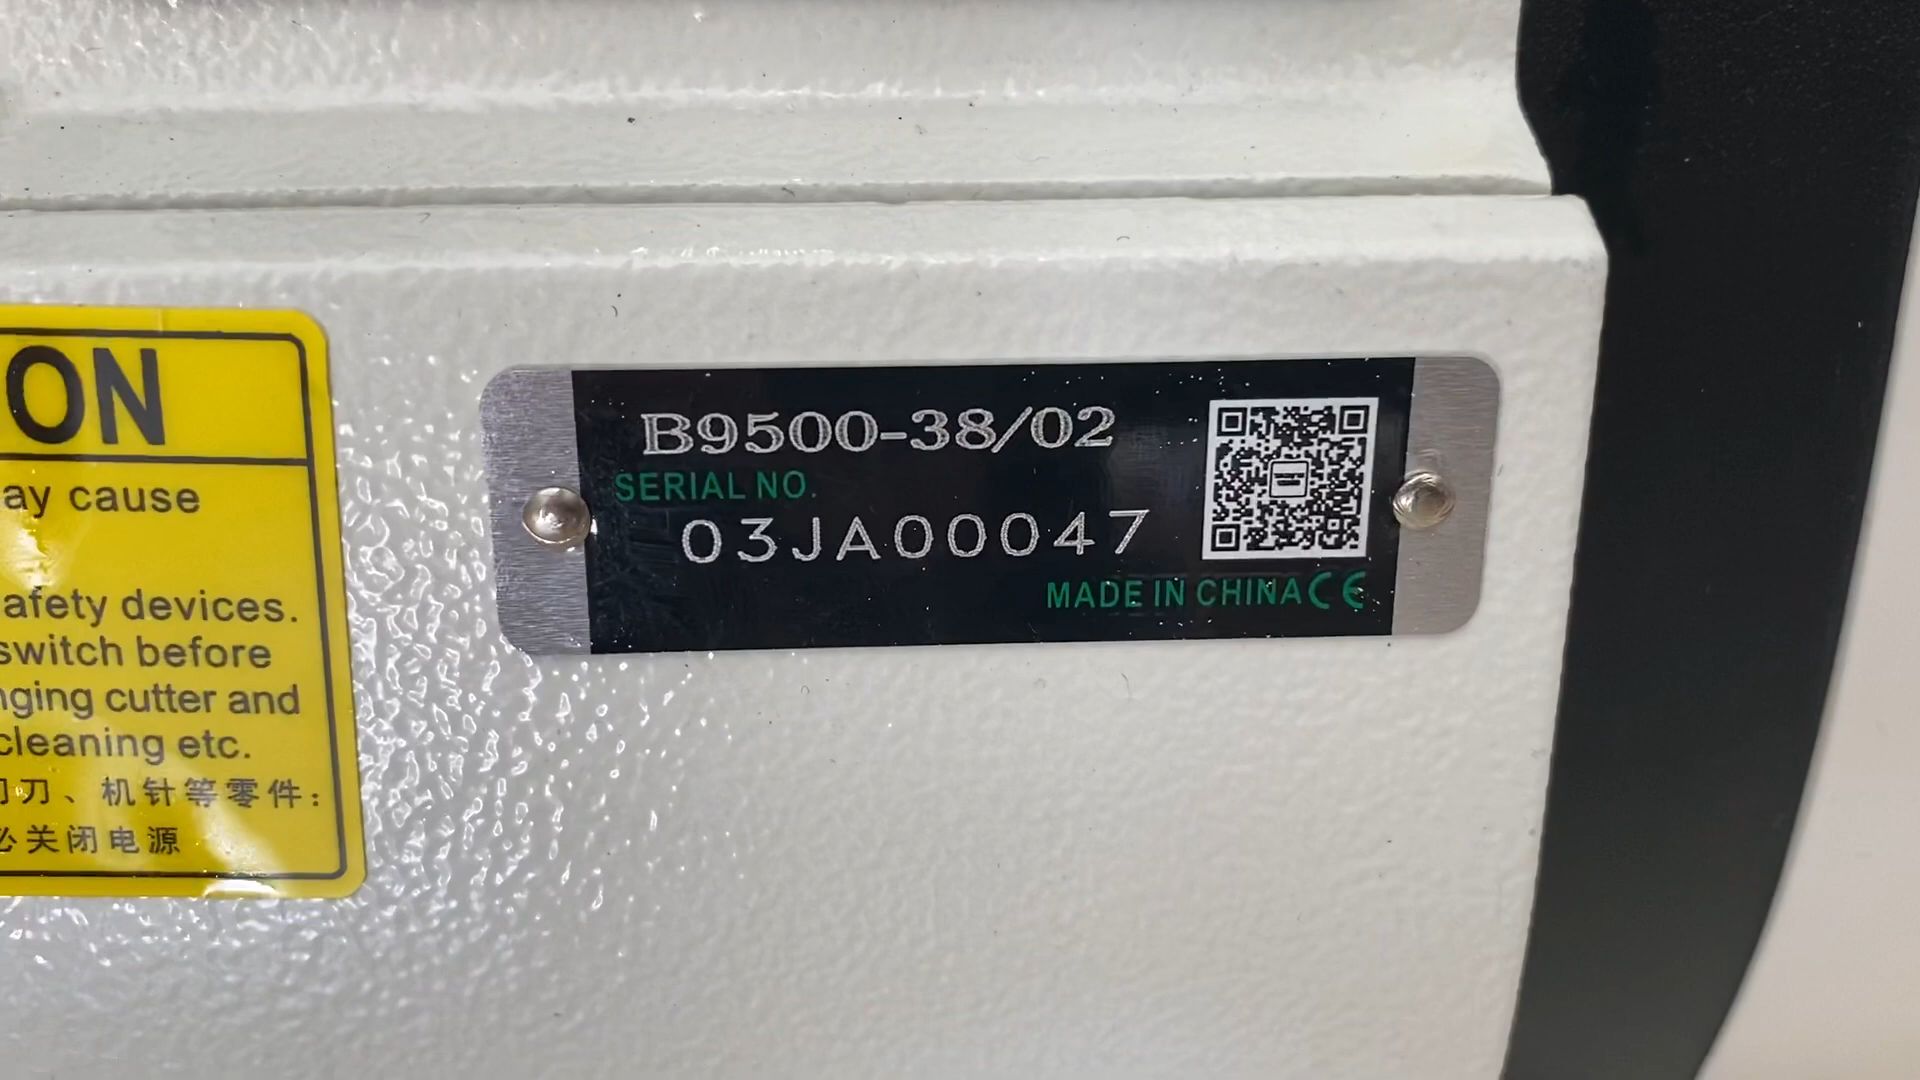 ON
ay cause
afety devices.
switch before
nging cutter and
cleaning etc.
刀、机针等零件:
必关闭电源
B9500-38/02
SERIAL NO.
03JA00047
MADE IN CHINA CE